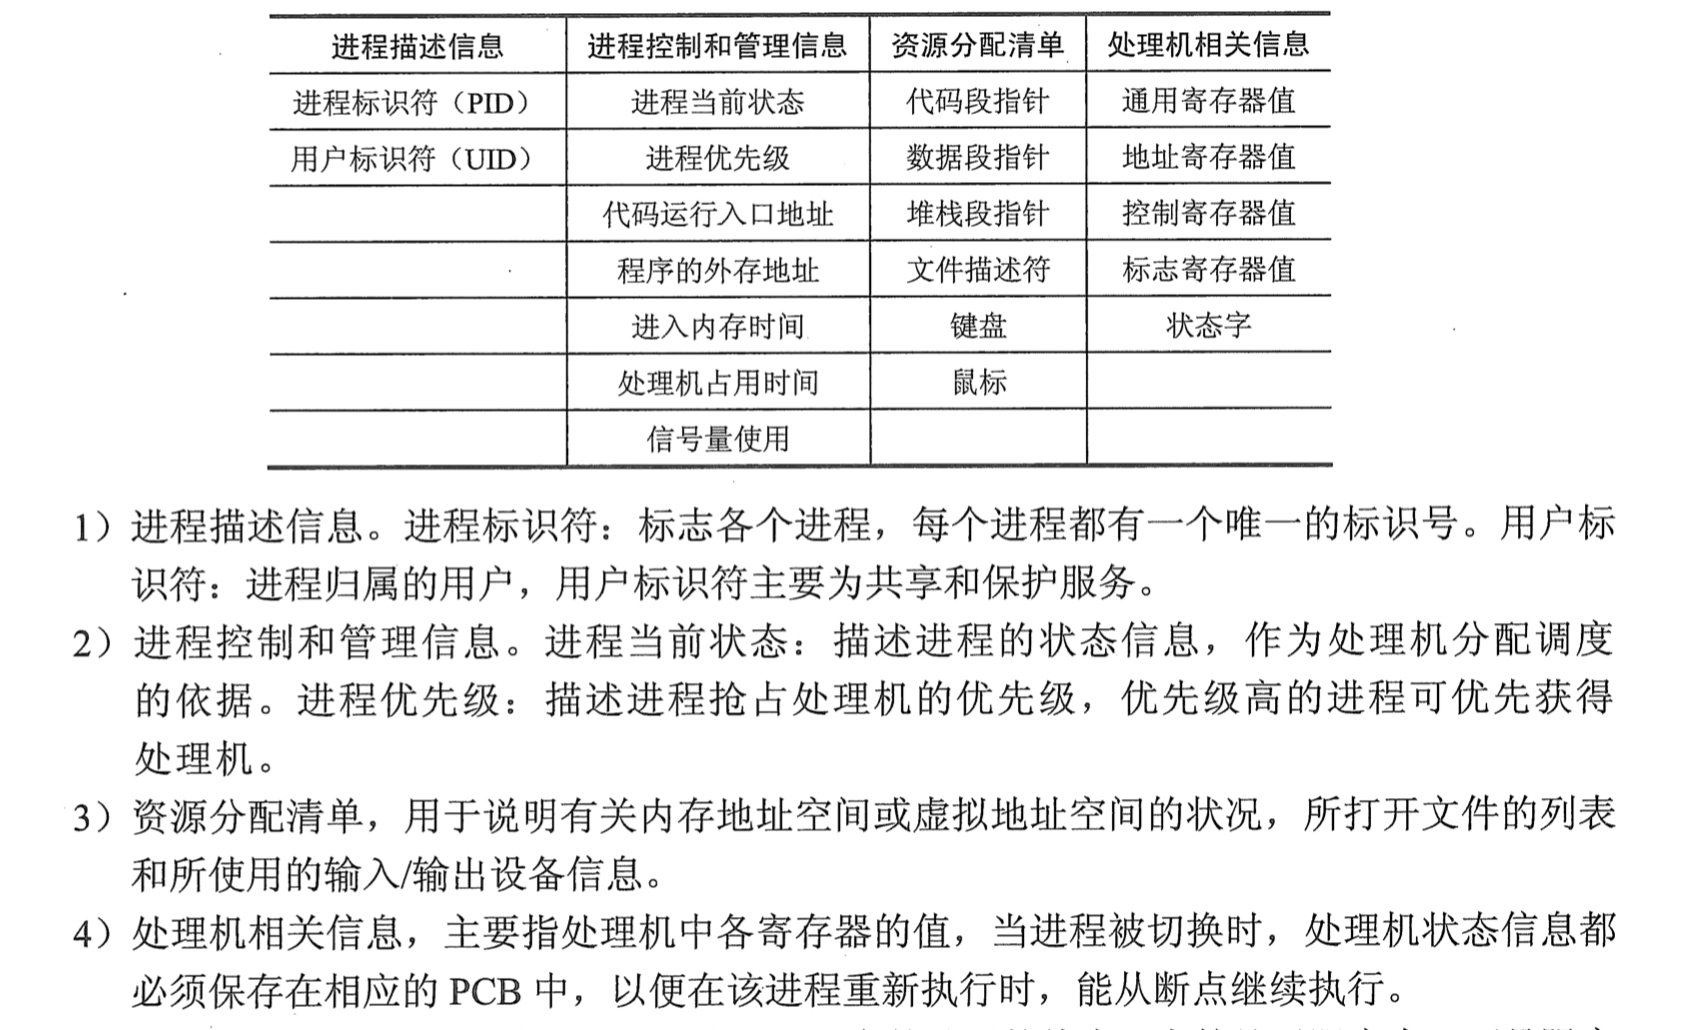 进程描述信息 进程控制和管理信息 资源分配清单 处理机相关信息
进程标识符（PID） 进程当前状态 代码段指针 通用寄存器值
用户标识符（UID） 进程优先级 数据段指针 地址寄存器值
代码运行入口地址 堆栈段指针 控制寄存器值
程序的外存地址 文件描述符 标志寄存器值
进入内存时间 键盘 状态字
处理机占用时间 鼠标
信号量使用
1）进程描述信息。进程标识符：标志各个进程，每个进程都有一个唯一的标识号。用户标
识符：进程归属的用户，用户标识符主要为共享和保护服务。
2）进程控制和管理信息。进程当前状态：描述进程的状态信息，作为处理机分配调度
的依据。进程优先级：描述进程抢占处理机的优先级，优先级高的进程可优先获得
处理机。
3）资源分配清单，用于说明有关内存地址空间或虚拟地址空间的状况，所打开文件的列表
和所使用的输入/输出设备信息。
4）处理机相关信息，主要指处理机中各寄存器的值，当进程被切换时，处理机状态信息都
必须保存在相应的 PCB 中，以便在该进程重新执行时，能从断点继续执行。